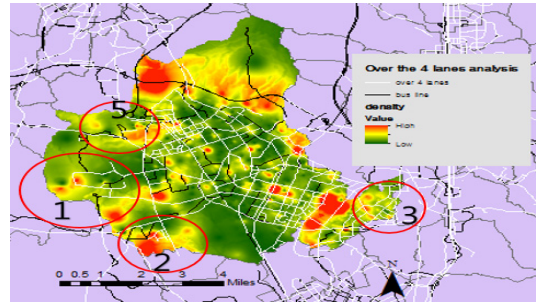 Over the 4 lanes analysis
over 4 lanes
bus line
density
Value
High
Low
5
1
3
2
N
0 0.5 1 2 3 4
Miles